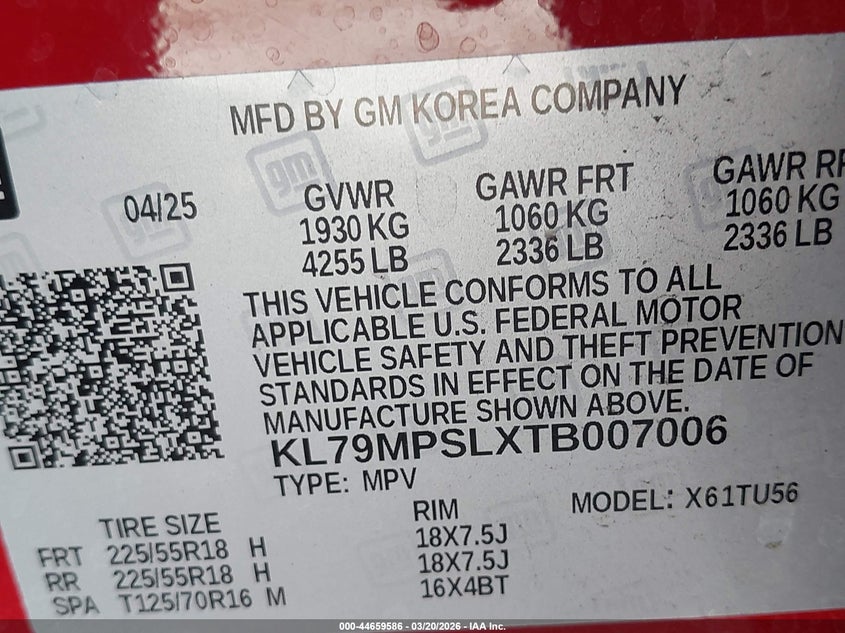 MFD BY GM KOREA COMPANY
04/25
GVWR
1930 KG
4255 LB
GAWR FRT
1060 KG
2336 LB
GAWR RR
1060 KG
2336 LB
THIS VEHICLE CONFORMS TO ALL
APPLICABLE U.S. FEDERAL MOTOR
VEHICLE SAFETY AND THEFT PREVENTION
STANDARDS IN EFFECT ON THE DATE OF
MANUFACTURE SHOWN ABOVE.
KL79MPSLXTB007006
TYPE: MPV
MODEL: X61TU56
TIRE SIZE
RIM
FRT 225/55R18 H 18X7.5J
RR 225/55R18 H 18X7.5J
SPA T125/70R16 M 16X4BT
gm
000-44659586 - 03/20/2026 - IAA Inc.